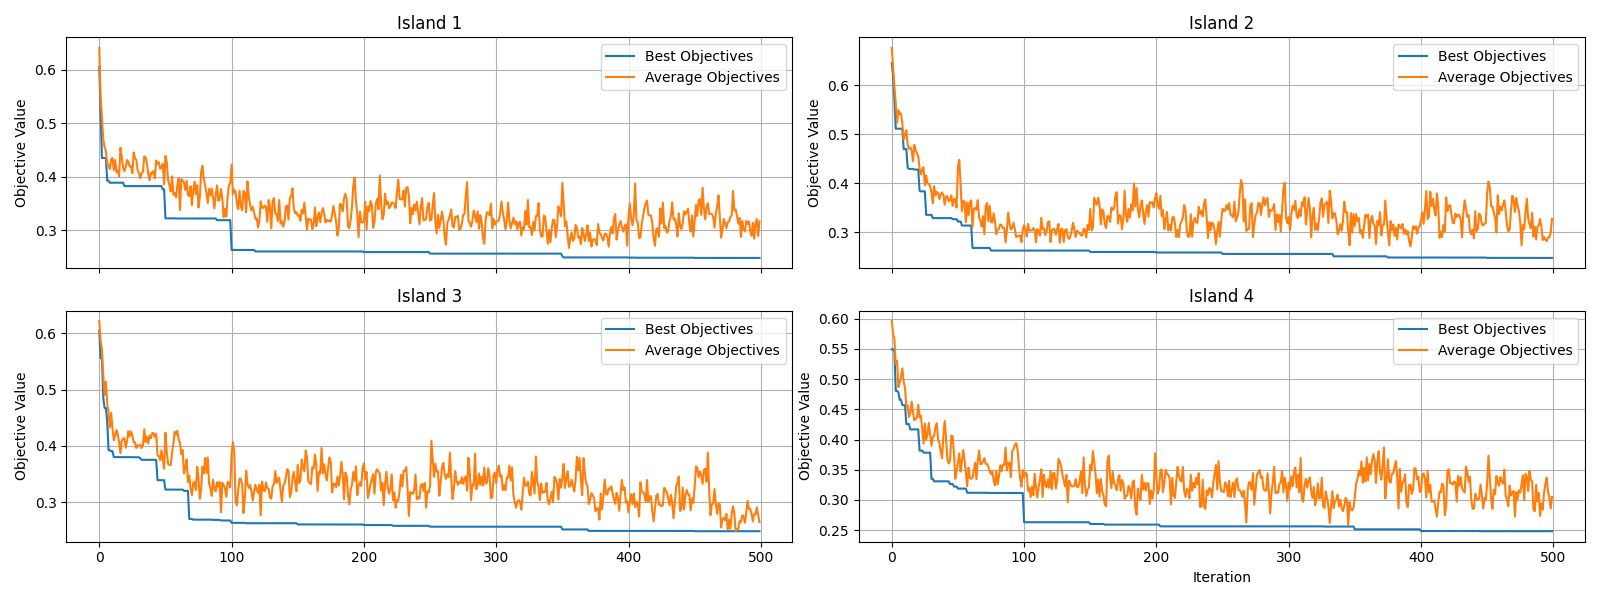 Island 1
Objective Value
0.6
0.5
0.4
0.3
Best Objectives
Average Objectives
Island 2
Objective Value
0.6
0.5
0.4
0.3
Best Objectives
Average Objectives
Island 3
Objective Value
0.6
0.5
0.4
0.3
Best Objectives
Average Objectives
0 100 200 300 400 500
Island 4
Objective Value
0.60
0.55
0.50
0.45
0.40
0.35
0.30
0.25
Best Objectives
Average Objectives
0 100 200 300 400 500
Iteration